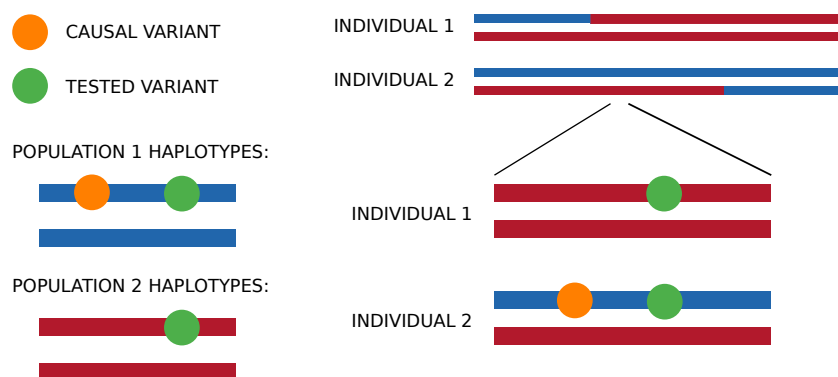 CAUSAL VARIANT
TESTED VARIANT
POPULATION 1 HAPLOTYPES:
POPULATION 2 HAPLOTYPES:
INDIVIDUAL 1
INDIVIDUAL 2
INDIVIDUAL 1
INDIVIDUAL 2